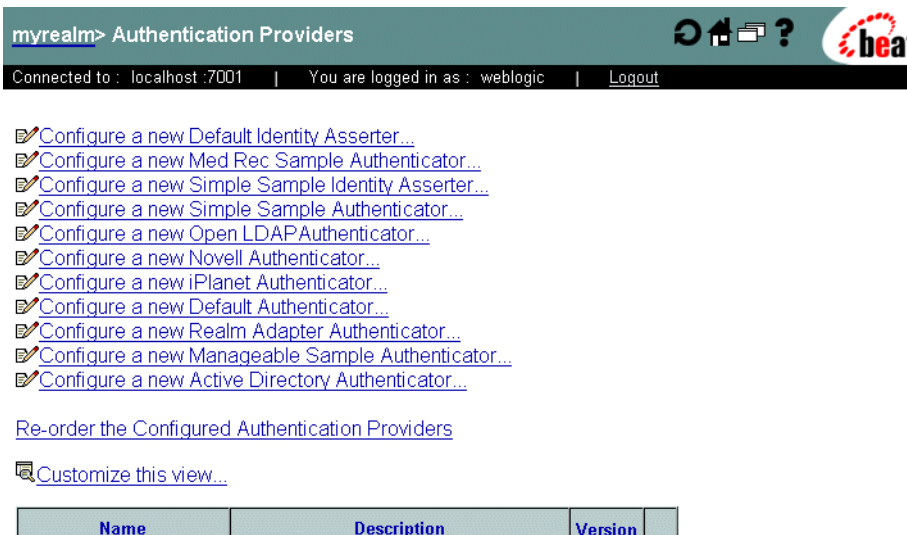 myrealm> Authentication Providers ?
bea
Connected to : localhost :7001 | You are logged in as : weblogic | Logout
Configure a new Default Identity Asserter...
Configure a new Med Rec Sample Authenticator...
Configure a new Simple Sample Identity Asserter...
Configure a new Simple Sample Authenticator...
Configure a new Open LDAPAuthenticator...
Configure a new Novell Authenticator...
Configure a new iPlanet Authenticator...
Configure a new Default Authenticator...
Configure a new Realm Adapter Authenticator...
Configure a new Manageable Sample Authenticator...
Configure a new Active Directory Authenticator...
Re-order the Configured Authentication Providers
Customize this view...
Name Description Version